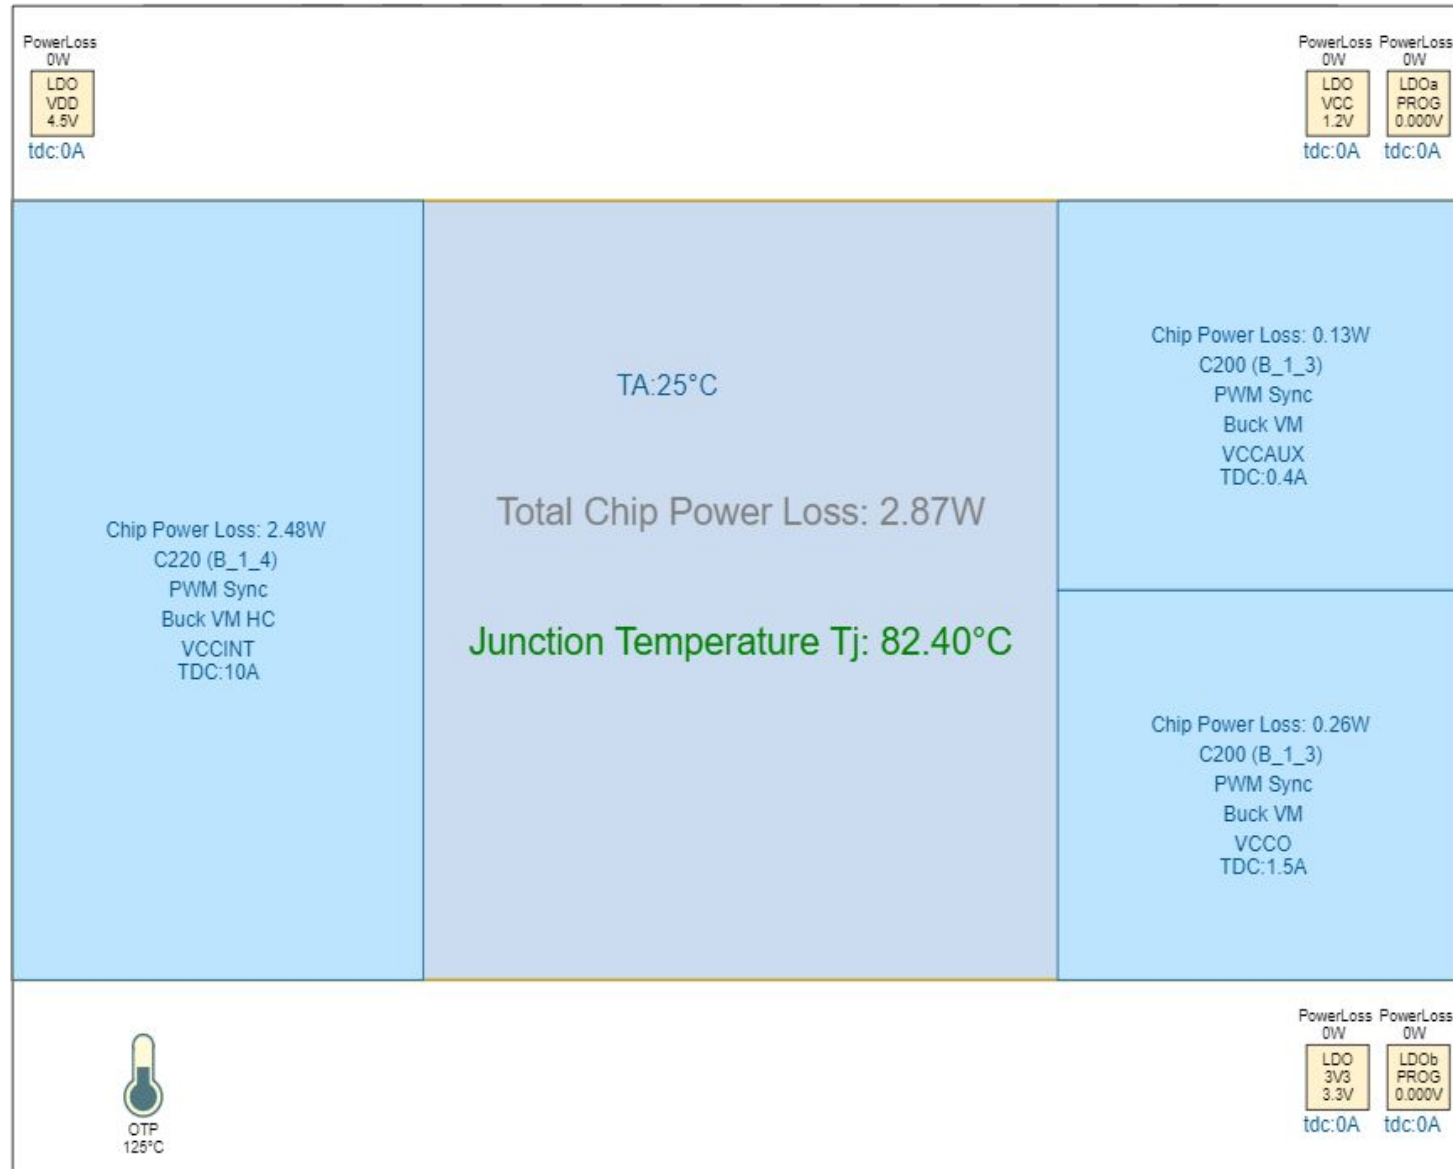 PowerLoss
0W
LDO
VDD
4.5V
tdc:0A
PowerLoss
0W
LDO
VCC
1.2V
tdc:0A
PowerLoss
0W
LDOa
PROG
0.000V
tdc:0A
Chip Power Loss: 2.48W
C220 (B_1_4)
PWM Sync
Buck VM HC
VCCINT
TDC:10A
TA:25°C
Total Chip Power Loss: 2.87W
Junction Temperature Tj: 82.40°C
Chip Power Loss: 0.13W
C200 (B_1_3)
PWM Sync
Buck VM
VCCAUX
TDC:0.4A
Chip Power Loss: 0.26W
C200 (B_1_3)
PWM Sync
Buck VM
VCCO
TDC:1.5A
OTP
125°C
PowerLoss
0W
LDO
3V3
3.3V
tdc:0A
PowerLoss
0W
LDOb
PROG
0.000V
tdc:0A